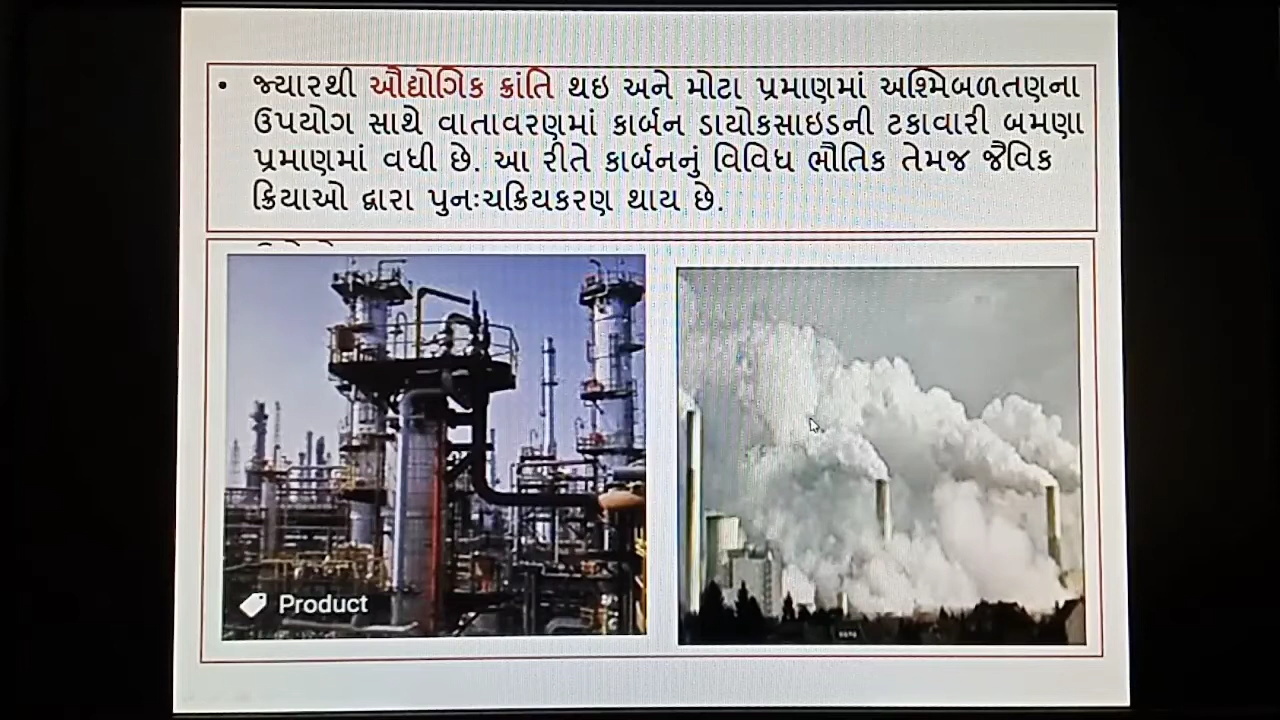 • જ્યારથી ઔદ્યોગિક ક્રાંતિ થઇ અને મોટા પ્રમાણમાં અશ્મિબળતણના
ઉપયોગ સાથે વાતાવરણમાં કાર્બન ડાયોકસાઇડની ટકાવારી બમણા
પ્રમાણમાં વધી છે. આ રીતે કાર્બનનું વિવિધ ભૌતિક તેમજ જૈવિક
ક્રિયાઓ દ્વારા પુનઃચક્રિયકરણ થાય છે.
Product